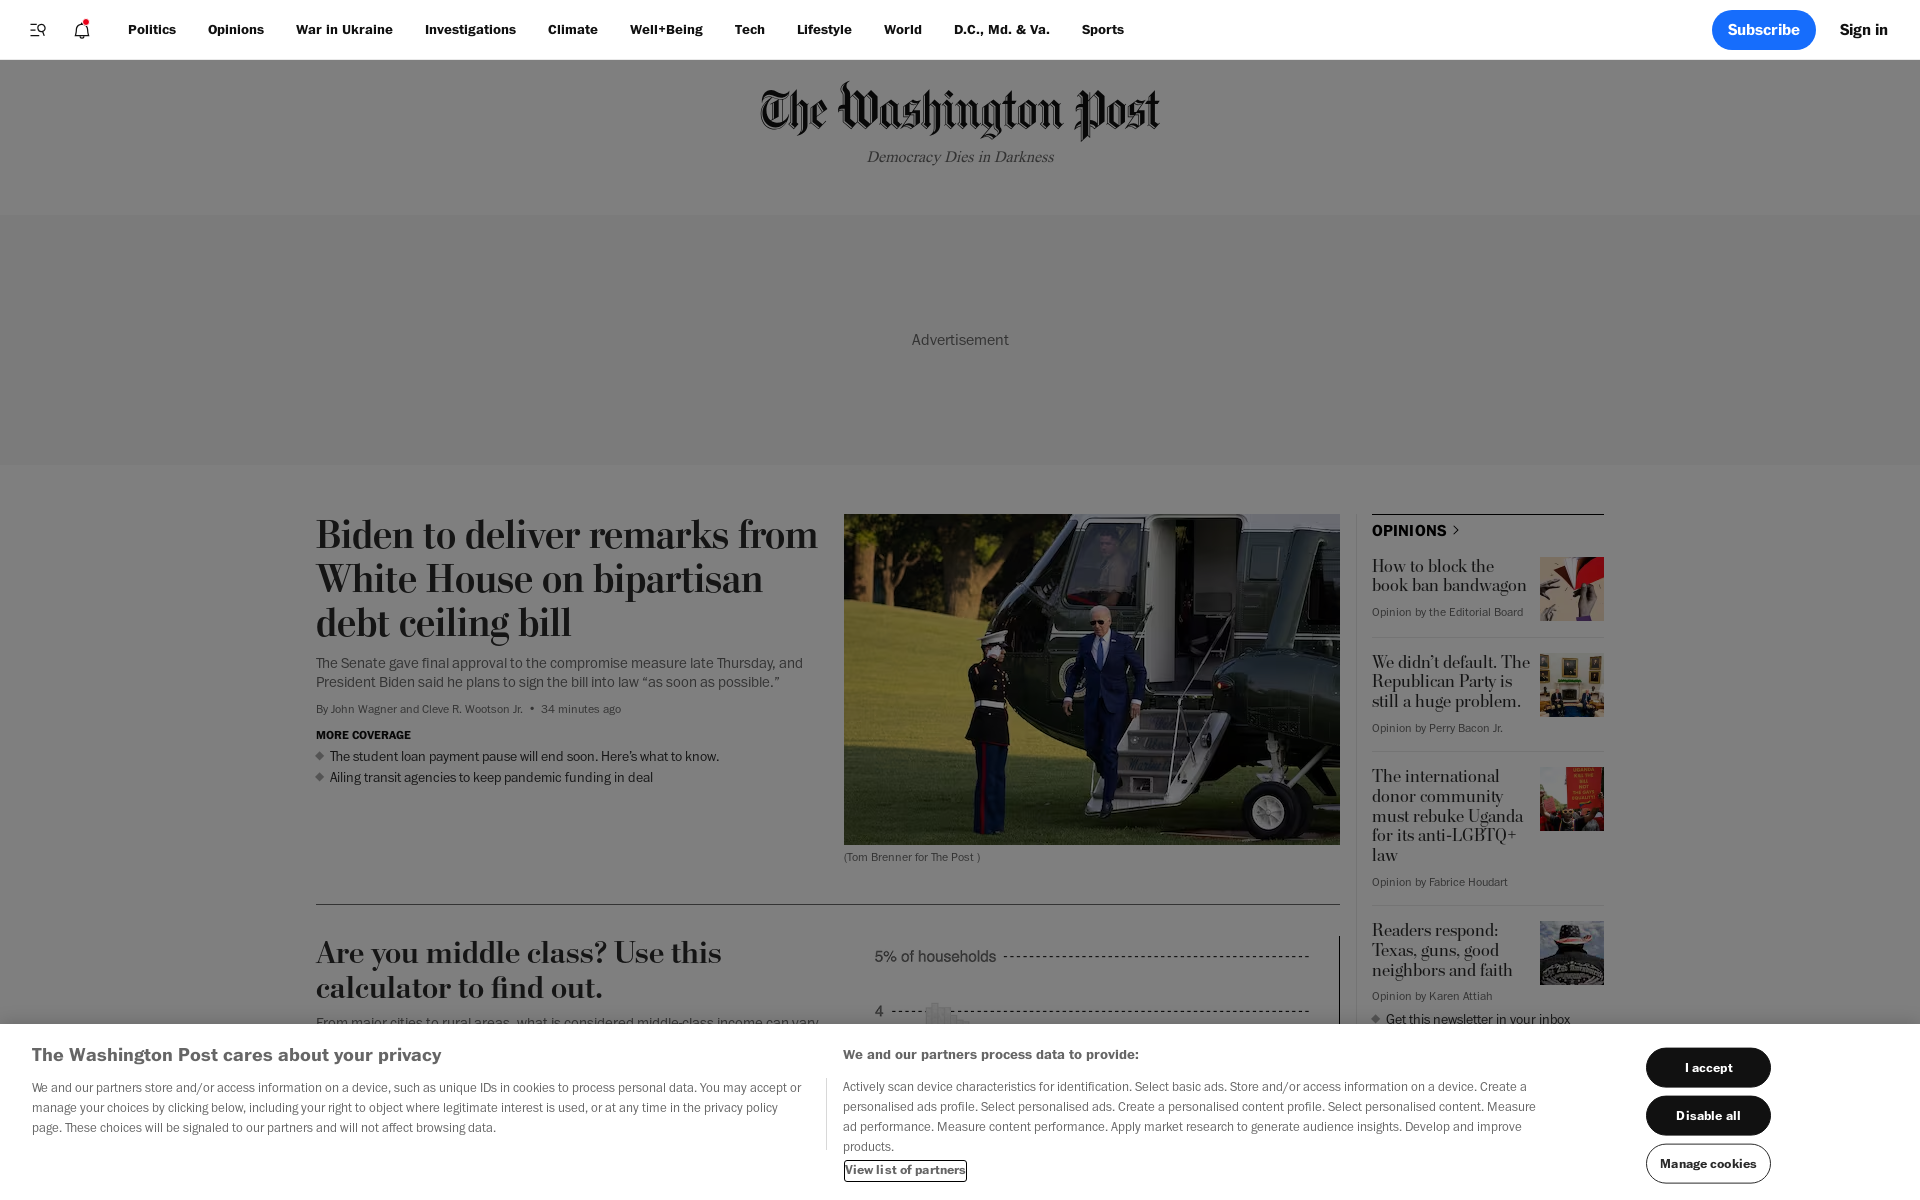 Politics
Opinions
War in Ukraine
Investigations
Climate
Well+Being
Tech
Lifestyle
World
D.C., Md. & Va.
Sports
Subscribe
Sign in
The Washington Post
Democracy Dies in Darkness
Advertisement
Biden to deliver remarks from
White House on bipartisan
debt ceiling bill
The Senate gave final approval to the compromise measure late Thursday, and
President Biden said he plans to sign the bill into law “as soon as possible.”
By John Wagner and Cleve R. Wootson Jr. • 34 minutes ago
MORE COVERAGE
The student loan payment pause will end soon. Here’s what to know.
Ailing transit agencies to keep pandemic funding in deal
(Tom Brenner for The Post )
OPINIONS
How to block the
book ban bandwagon
Opinion by the Editorial Board
We didn’t default. The
Republican Party is
still a huge problem.
Opinion by Perry Bacon Jr.
The international
donor community
must rebuke Uganda
for its anti-LGBTQ+
law
Opinion by Fabrice Houdart
Readers respond:
Texas, guns, good
neighbors and faith
Opinion by Karen Attiah
Get this newsletter in your inbox
Are you middle class? Use this
calculator to find out.
From major cities to rural areas, what is considered middle-class income can vary
5% of households
4
The Washington Post cares about your privacy
We and our partners store and/or access information on a device, such as unique IDs in cookies to process personal data. You may accept or
manage your choices by clicking below, including your right to object where legitimate interest is used, or at any time in the privacy policy
page. These choices will be signaled to our partners and will not affect browsing data.
We and our partners process data to provide:
Actively scan device characteristics for identification. Select basic ads. Store and/or access information on a device. Create a
personalised ads profile. Select personalised ads. Create a personalised content profile. Select personalised content. Measure
ad performance. Measure content performance. Apply market research to generate audience insights. Develop and improve
products.
View list of partners
I accept
Disable all
Manage cookies